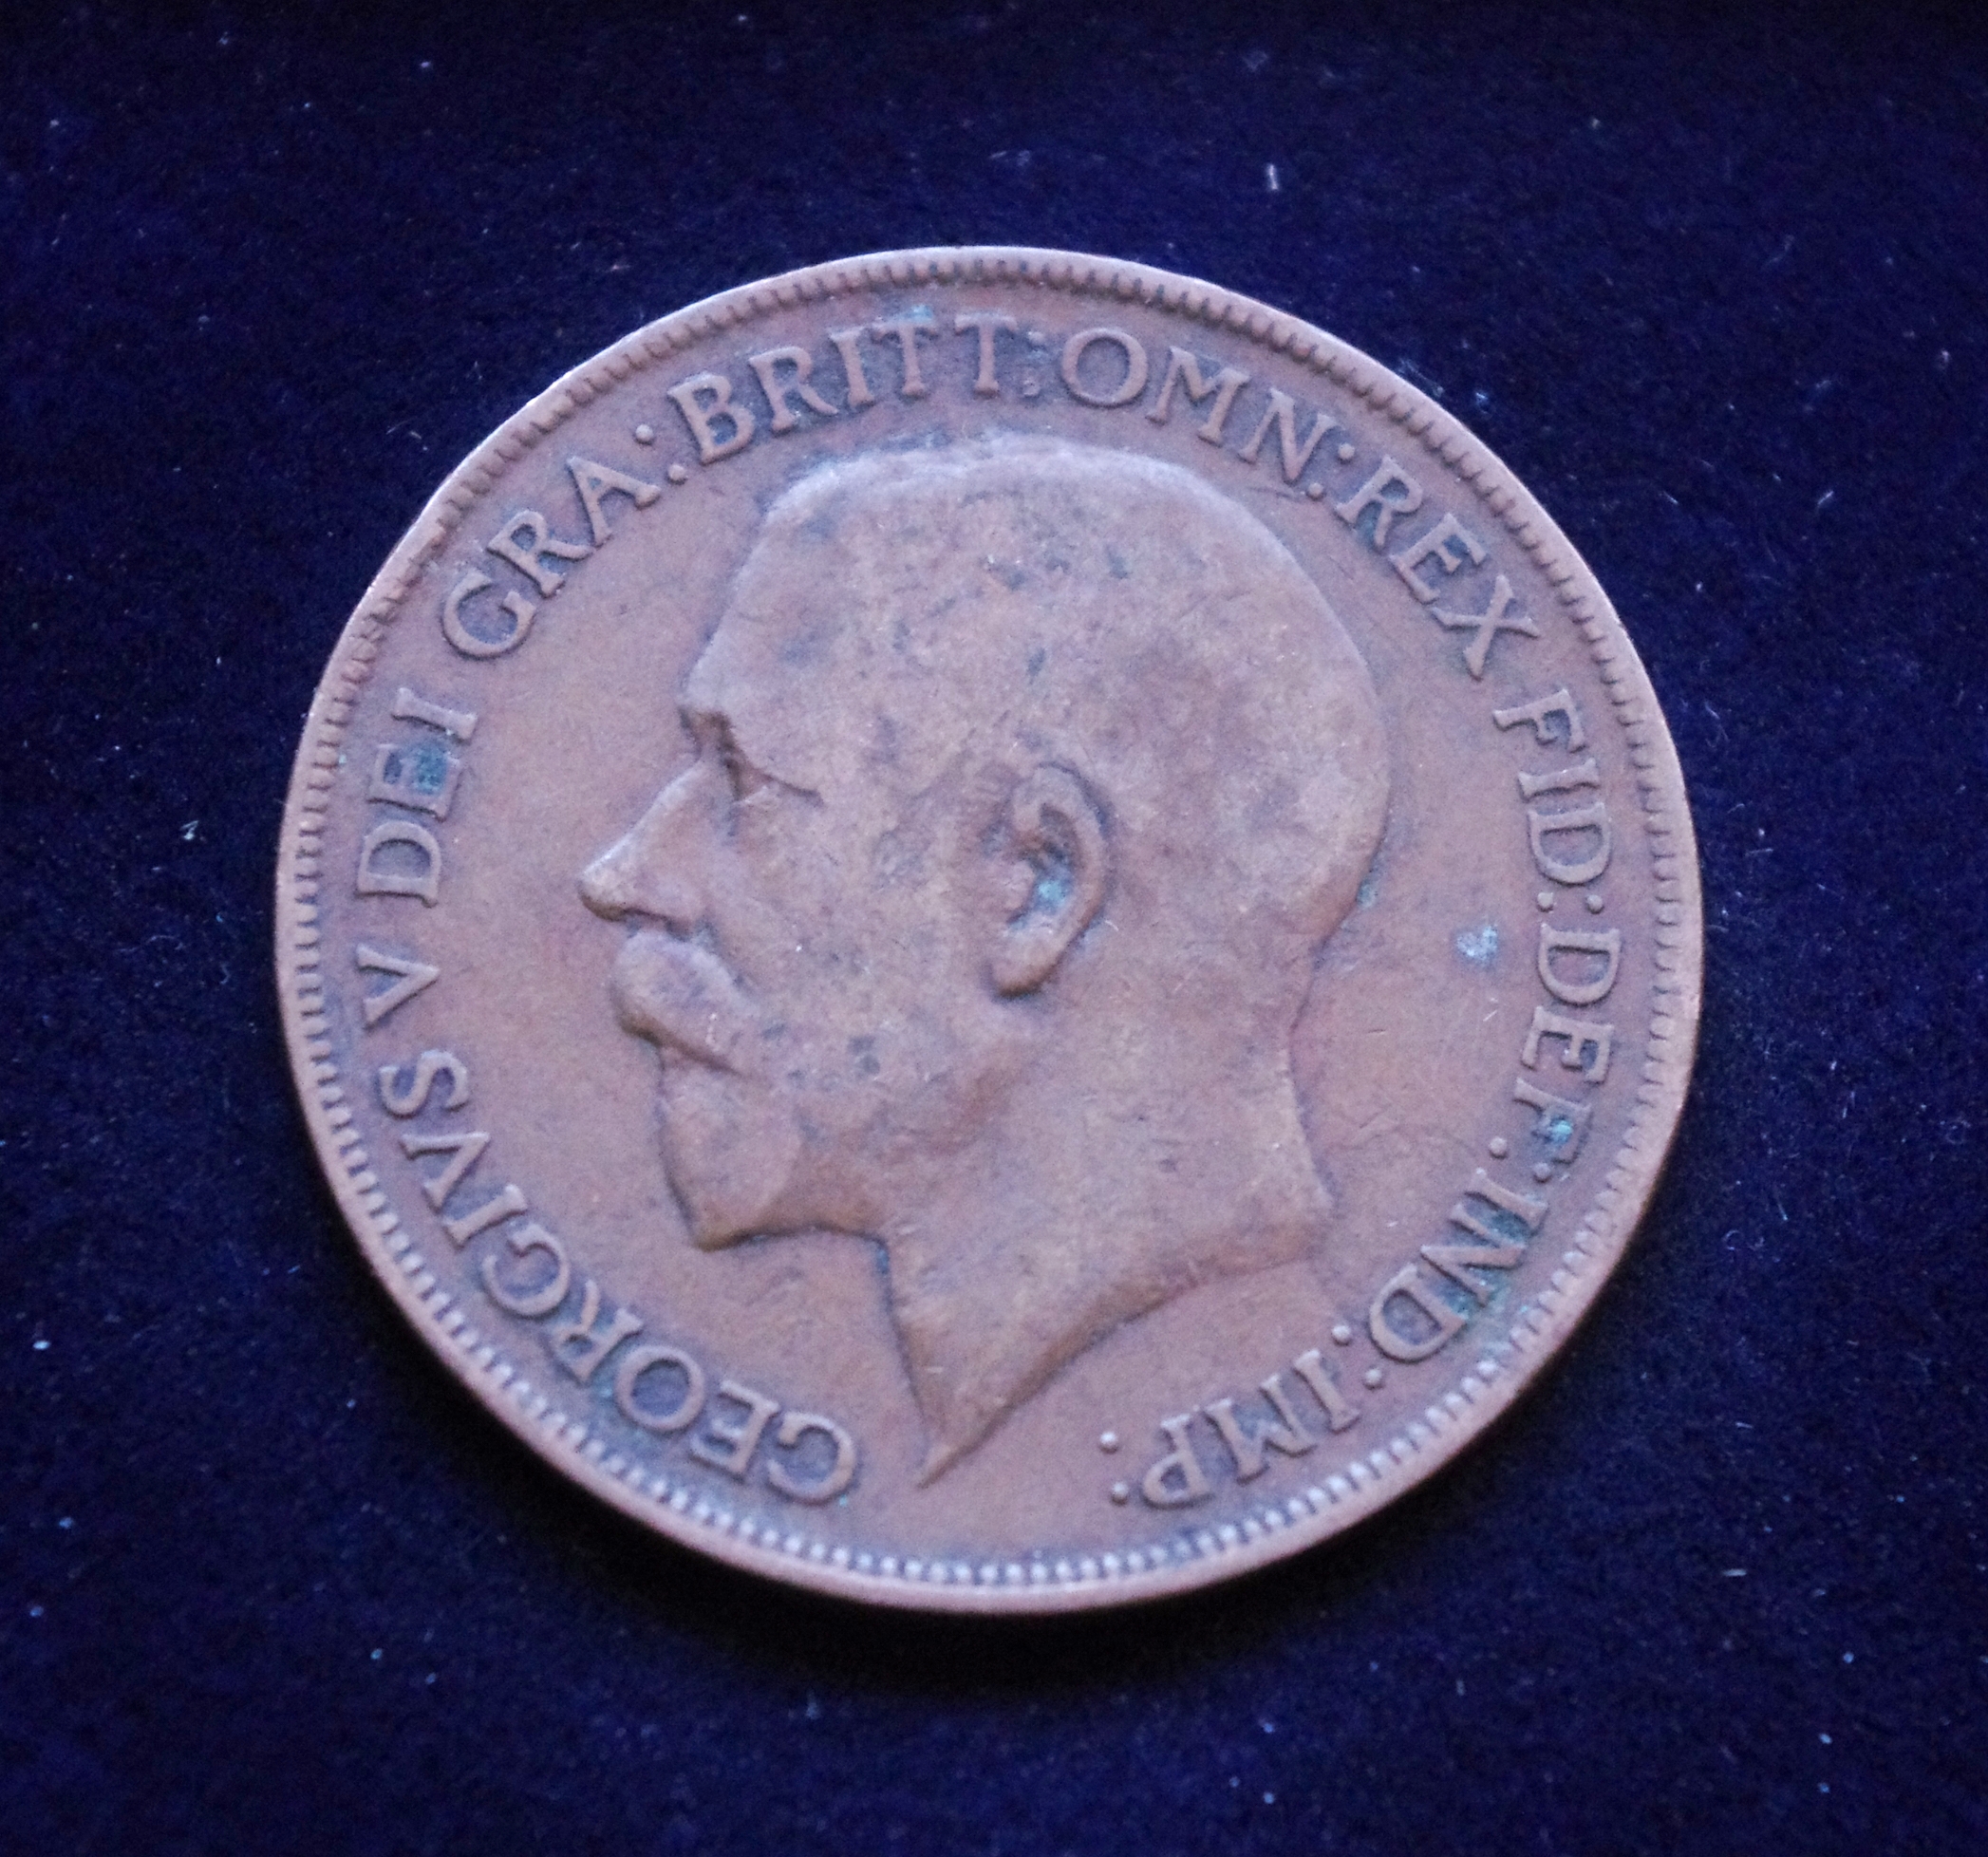 GEORGIVS V DEI GRA: BRITT: OMN: REX FID: DEF: IND: IMP: